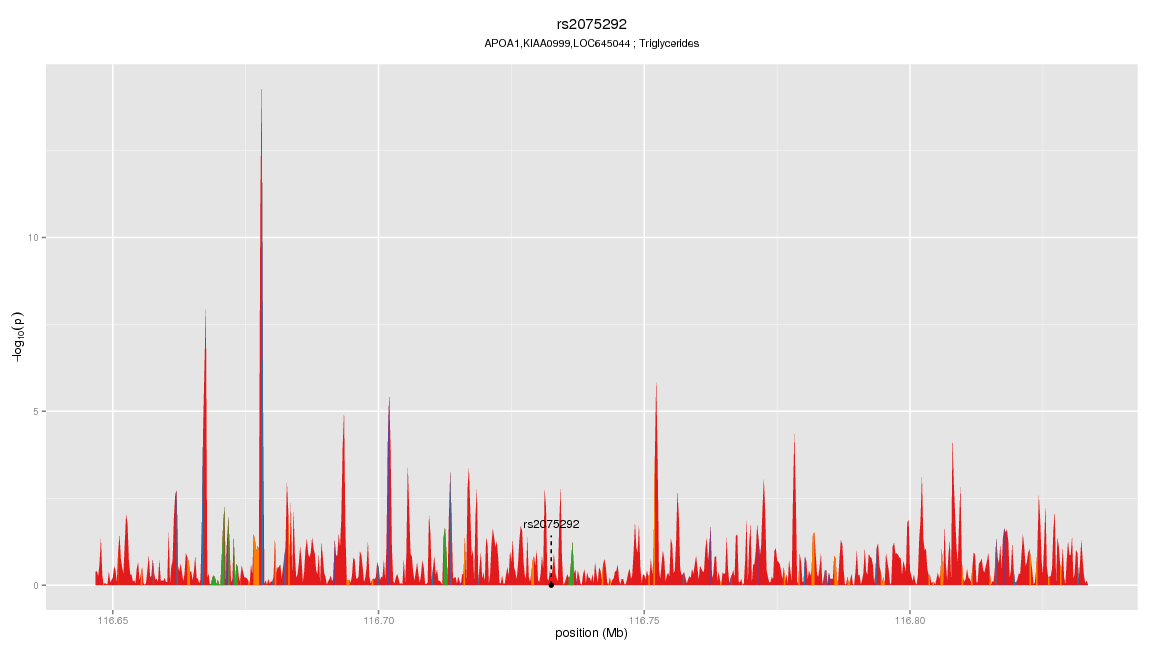 rs2075292
APOA1,KIAA0999,LOC645044 ; Triglycerides
10
5
0
−log10(p)
rs2075292
116.65
116.70
116.75
116.80
position (Mb)